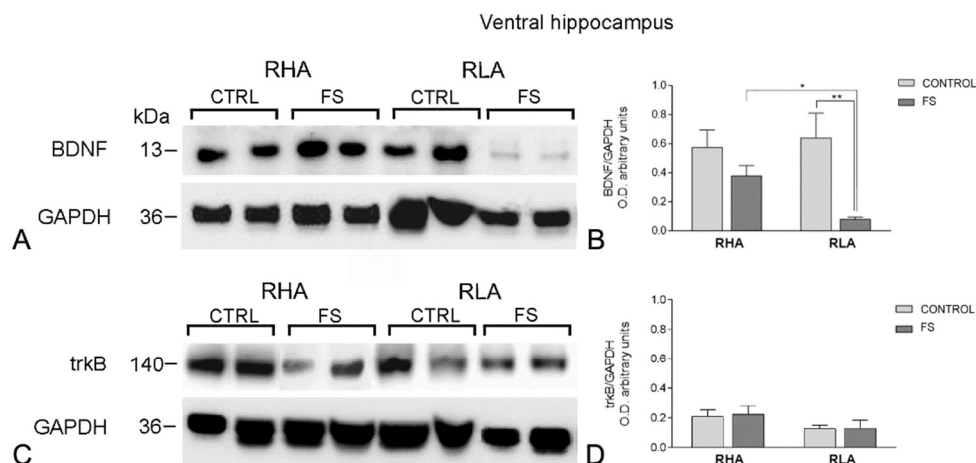 Ventral hippocampus
RHA RLA
CTRL FS CTRL FS
kDa
BDNF 13–
GAPDH 36–
A
BDNF/GAPDH
O.D. arbitrary units
1.0
0.8
0.6
0.4
0.2
0.0
* **
CONTROL
FS
RHA RLA
B
RHA RLA
CTRL FS CTRL FS
trkB 140–
GAPDH 36–
C
trkB/GAPDH
O.D. arbitrary units
1.0
0.8
0.6
0.4
0.2
0.0
CONTROL
FS
RHA RLA
D